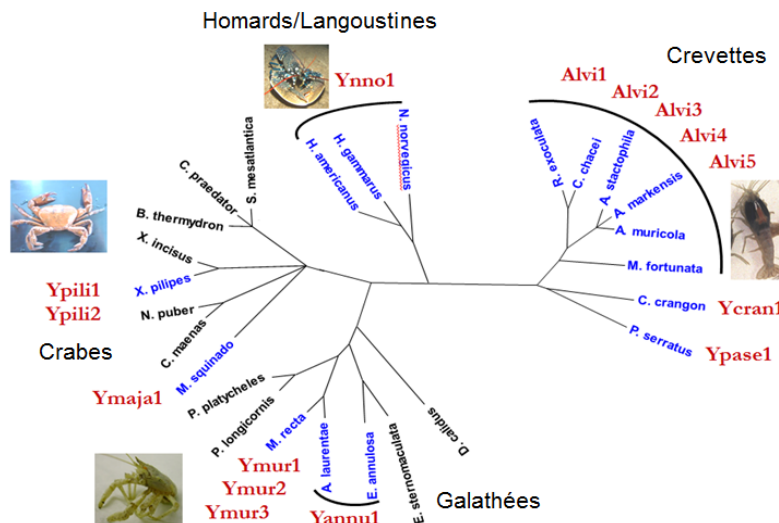 Homards/Langoustines
Crevettes
Ynno1
Alvi1
Alvi2
Alvi3
Alvi4
Alvi5
S. mesatlantica
C. praedator
B. thermydron
X. incisus
X. pilipes
N. puber
C. maenas
M. squinado
H. americanus
H. gammarus
N. norvegicus
R. exoculata
C. chacei
A. stactophila
A. markensis
A. muricola
M. fortunata
C. crangon
P. serratus
Ycran1
Ypase1
Ypili1
Ypili2
Crabes
Ymaja1
P. platycheles
P. longicornis
M. recta
A. laurentae
E. annulosa
E. sternomaculata
D. calidus
Ymur1
Ymur2
Ymur3
Yannu1
Galathées